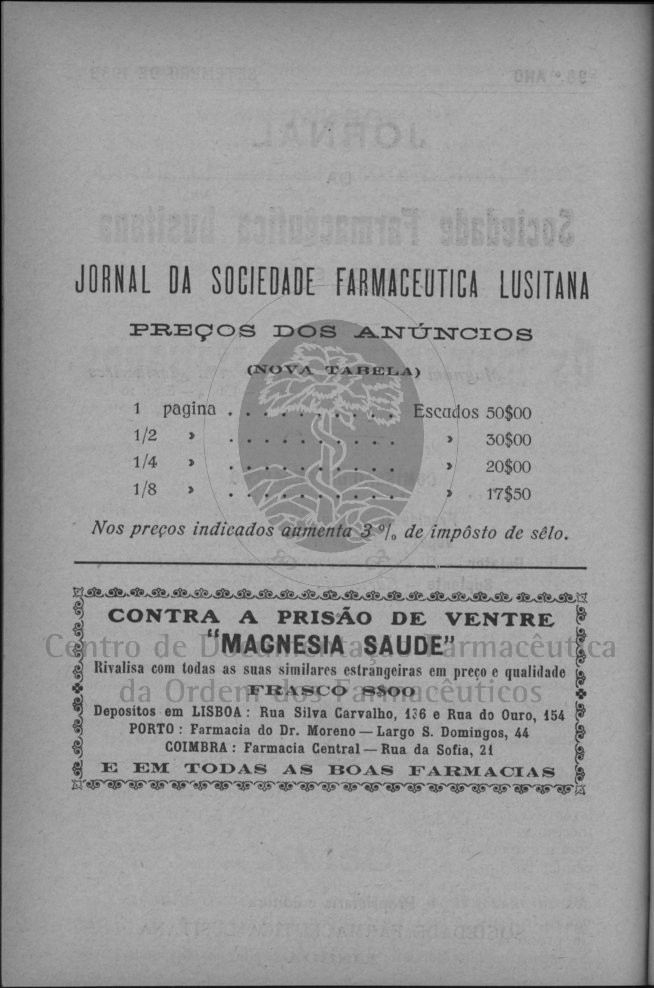 JORNAL DA SOCIEDADE FARMACEUTICA LUSITANA
PREÇOS DOS ANÚNCIOS
(NOVA TABELA)
1 pagina . . . . . . . . . . Escudos 50$00
1/2 » . . . . . . . . . . » 30$00
1/4 » . . . . . . . . . . » 20$00
1/8 » . . . . . . . . . . » 17$50
Nos preços indicados aumenta 3 º/₀ de impôsto de sêlo.
CONTRA A PRISÃO DE VENTRE
"MAGNESIA SAUDE"
Centro de Documentação Farmacêutica
Rivalisa com todas as suas similares estrangeiras em preço e qualidade
da Ordem dos Farmacêuticos
FRASCO 8$00
Depositos em LISBOA : Rua Silva Carvalho, 136 e Rua do Ouro, 154
PORTO : Farmacia do Dr. Moreno — Largo S. Domingos, 44
COIMBRA : Farmacia Central — Rua da Sofia, 21
E EM TODAS AS BOAS FARMACIAS